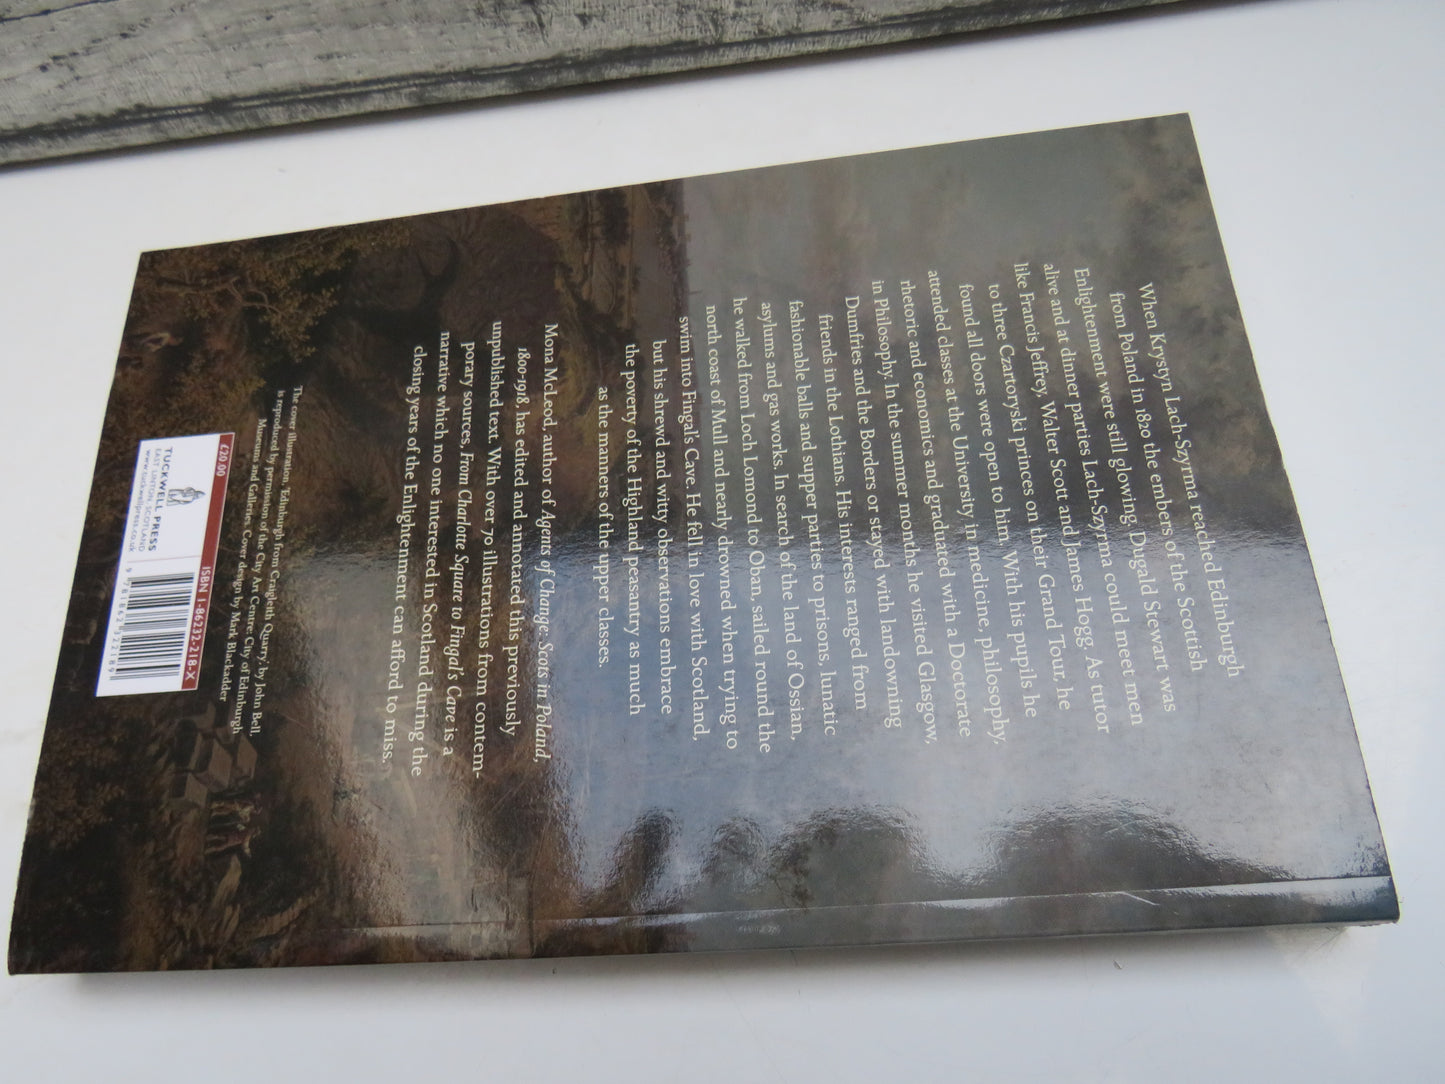 When Krystyn Lach-Szyrma reached Edinburgh
from Poland in 1820 the embers of the Scottish
Enlightenment were still glowing. Dugald Stewart was
alive and at dinner parties Lach-Szyrma could meet men
like Francis Jeffrey, Walter Scott and James Hogg. As tutor
to three Czartoryski princes on their Grand Tour, he
found all doors were open to him. With his pupils he
attended classes at the University in medicine, philosophy,
rhetoric and economics and graduated with a Doctorate
in Philosophy. In the summer months he visited Glasgow,
Dumfries and the Borders or stayed with landowning
friends in the Lothians. His interests ranged from
fashionable balls and supper parties to prisons, lunatic
asylums and gas works. In search of the land of Ossian,
he walked from Loch Lomond to Oban, sailed round the
north coast of Mull and nearly drowned when trying to
swim into Fingal's Cave. He fell in love with Scotland,
but his shrewd and witty observations embrace
the poverty of the Highland peasantry as much
as the manners of the upper classes.
Mona McLeod, author of Agents of Change: Scots in Poland,
1800-1918, has edited and annotated this previously
unpublished text. With over 70 illustrations from contem-
porary sources, From Charlotte Square to Fingal's Cave is a
narrative which no one interested in Scotland during the
closing years of the Enlightenment can afford to miss.
The cover illustration, 'Edinburgh from Craigleith Quarry' by John Bell,
is reproduced by permission of the City Art Centre: City of Edinburgh
Museums and Galleries Cover design by Mark Blackadder
£20.00
ISBN 1-86232-218-X
TUCKWELL PRESS
EAST LINTON, SCOTLAND
www.tuckwellpress.co.uk
9 781862 322189